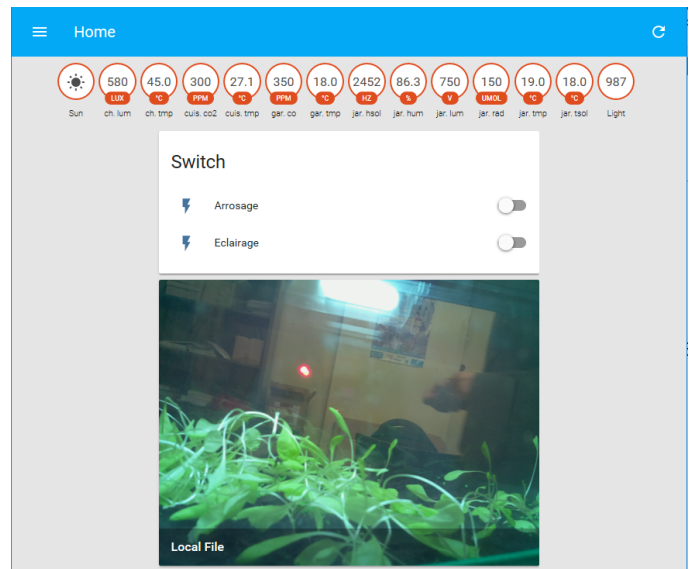 Home
580 45.0 300 27.1 350 18.0 2452 86.3 750 150 19.0 18.0 987
LUX °C PPM °C PPM °C HZ % V UMOL °C °C
Sun ch. lum ch. tmp cuis. co2 cuis. tmp gar. co gar. tmp jar. hsol jar. hum jar. lum jar. rad jar. tmp jar. tsol Light
Switch
Arrosage
Eclairage
Local File